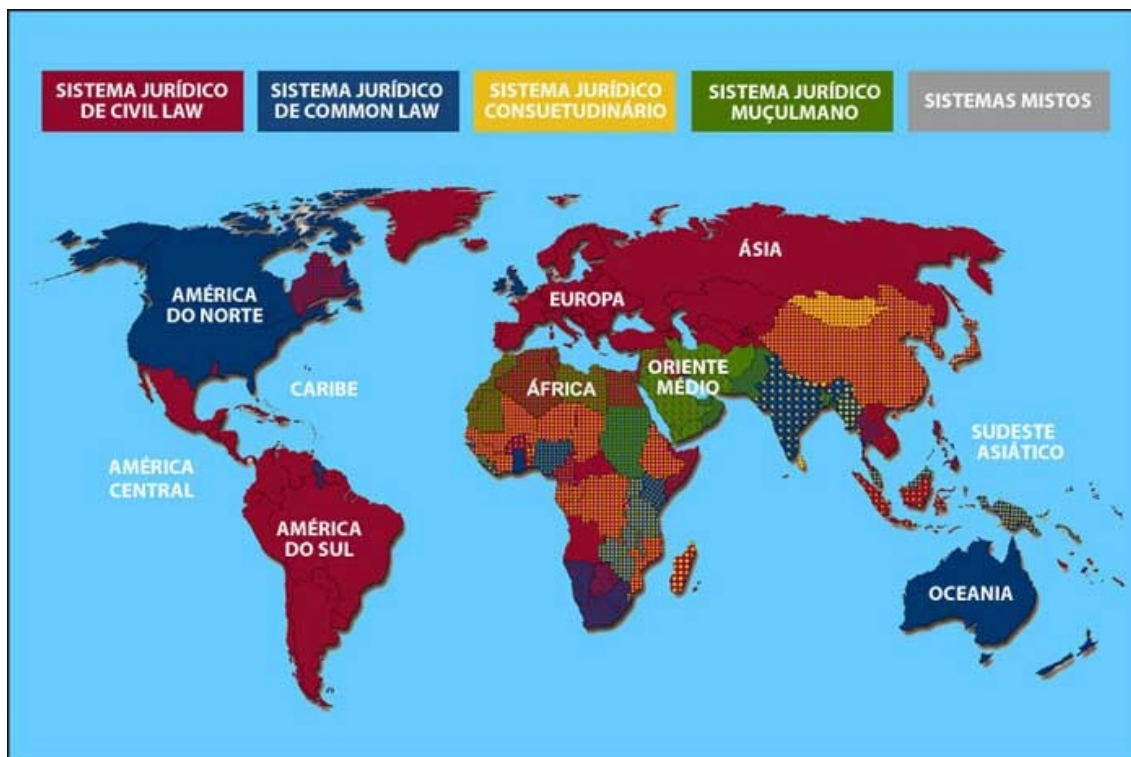 SISTEMA JURÍDICO
DE CIVIL LAW
SISTEMA JURÍDICO
DE COMMON LAW
SISTEMA JURÍDICO
CONSUETUDINÁRIO
SISTEMA JURÍDICO
MUÇULMANO
SISTEMAS MISTOS
ÁSIA
AMÉRICA
DO NORTE
EUROPA
CARIBE
ÁFRICA
ORIENTE
MÉDIO
AMÉRICA
CENTRAL
SUDESTE
ASIÁTICO
AMÉRICA
DO SUL
OCEANIA